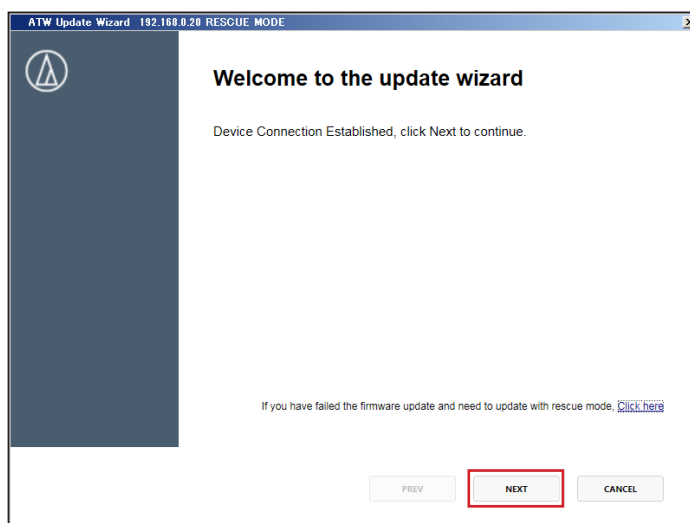 ATW Update Wizard 192.168.0.20 RESCUE MODE
Welcome to the update wizard
Device Connection Established, click Next to continue.
If you have failed the firmware update and need to update with rescue mode, Click here
PREV NEXT CANCEL